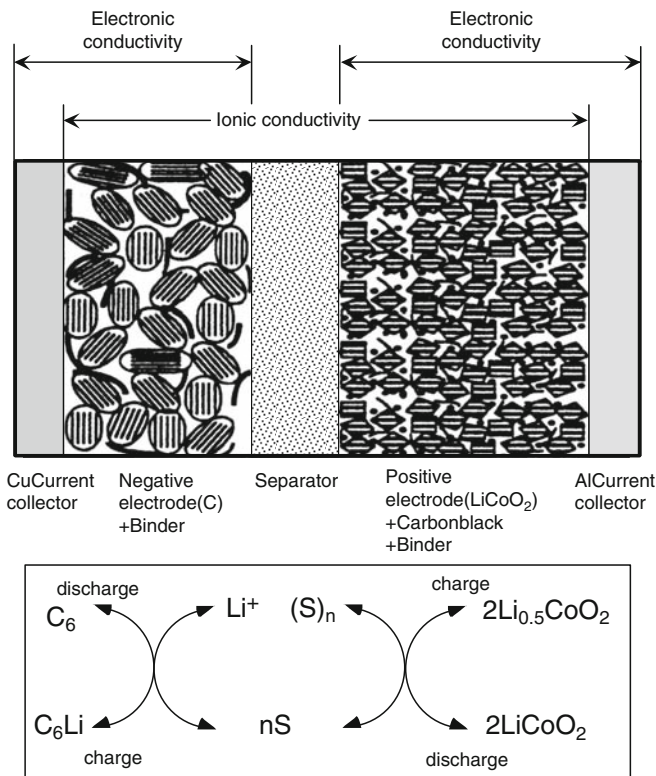 Electronic
conductivity
Electronic
conductivity
Ionic conductivity
CuCurrent
collector
Negative
electrode(C)
+Binder
Separator
Positive
electrode(LiCoO₂)
+Carbonblack
+Binder
AlCurrent
collector
discharge
charge
C₆
Li⁺
(S)ₙ
2Li₀.₅CoO₂
C₆Li
nS
2LiCoO₂
charge
discharge